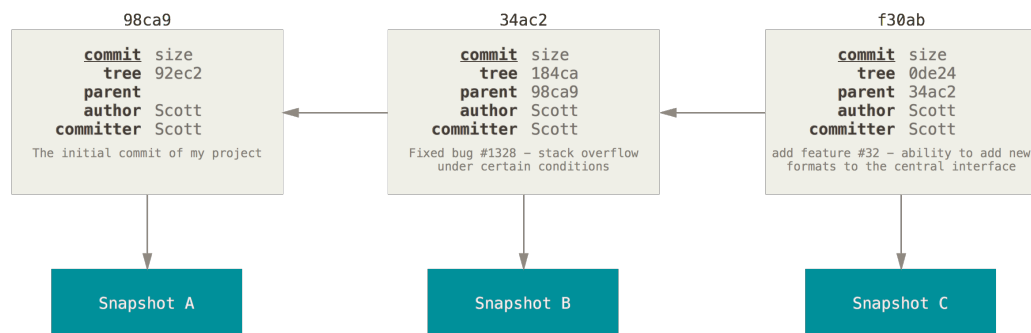 98ca9
commit size
tree 92ec2
parent
author Scott
committer Scott
The initial commit of my project
Snapshot A
34ac2
commit size
tree 184ca
parent 98ca9
author Scott
committer Scott
Fixed bug #1328 – stack overflow
under certain conditions
Snapshot B
f30ab
commit size
tree 0de24
parent 34ac2
author Scott
committer Scott
add feature #32 – ability to add new
formats to the central interface
Snapshot C